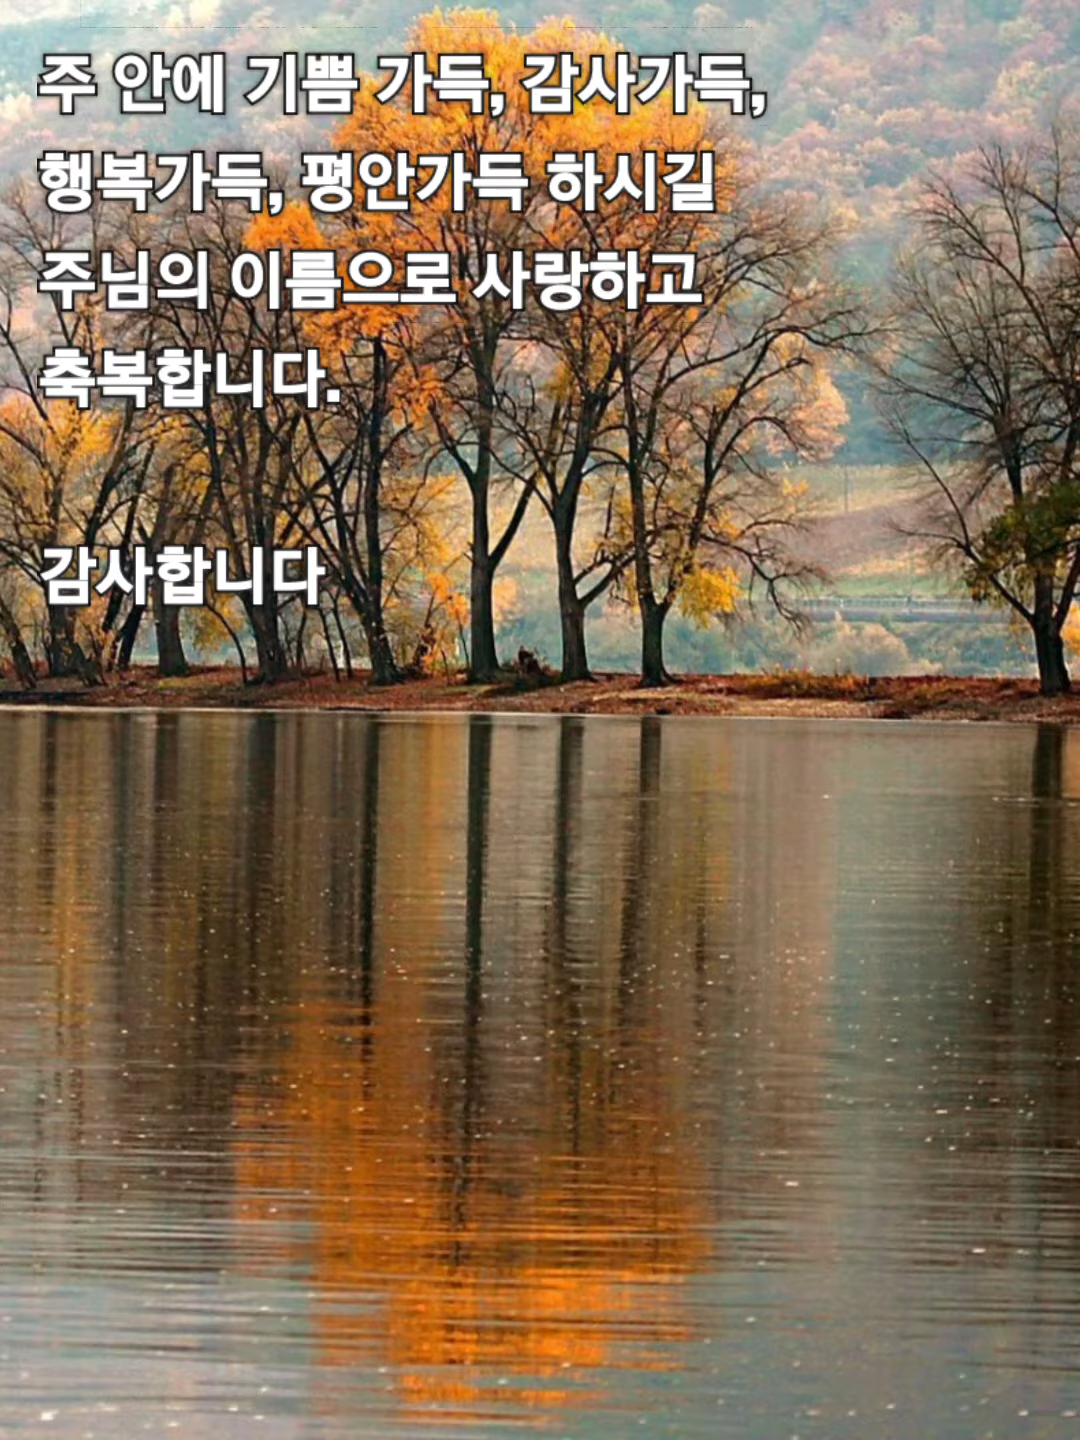 주 안에 기쁨 가득, 감사가득,
행복가득, 평안가득 하시길
주님의 이름으로 사랑하고
축복합니다.
감사합니다